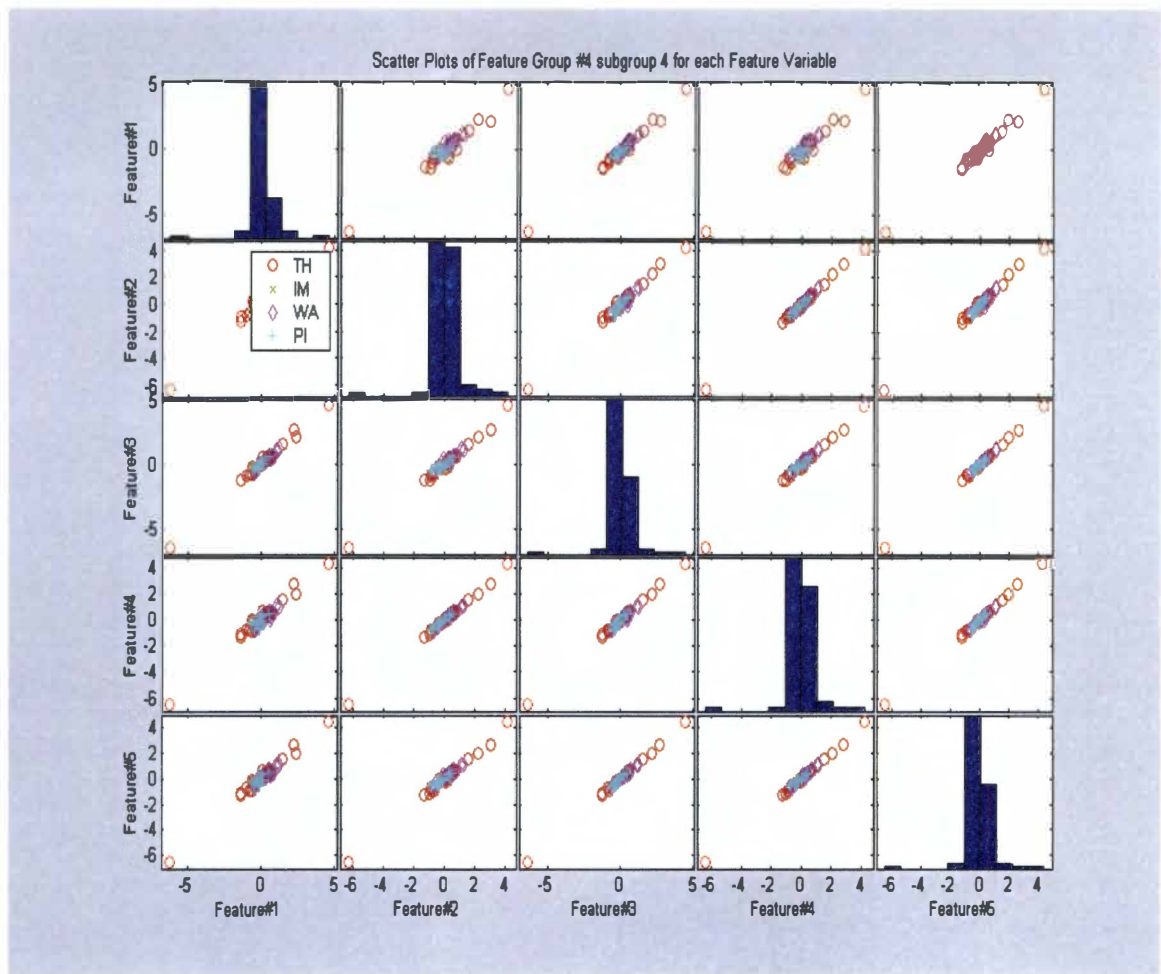 Scatter Plots of Feature Group #4 subgroup 4 for each Feature Variable
5
0
-5
Feature#1
4
2
0
-2
-4
-6
Feature#2
TH
IM
WA
PI
5
0
-5
Feature#3
4
2
0
-2
-4
-6
Feature#4
4
2
0
-2
-4
-6
Feature#5
-5 0 5 -6 -4 -2 0 2 4 -5 0 5 -6 -4 -2 0 2 4 -6 -4 -2 0 2 4
Feature#1 Feature#2 Feature#3 Feature#4 Feature#5